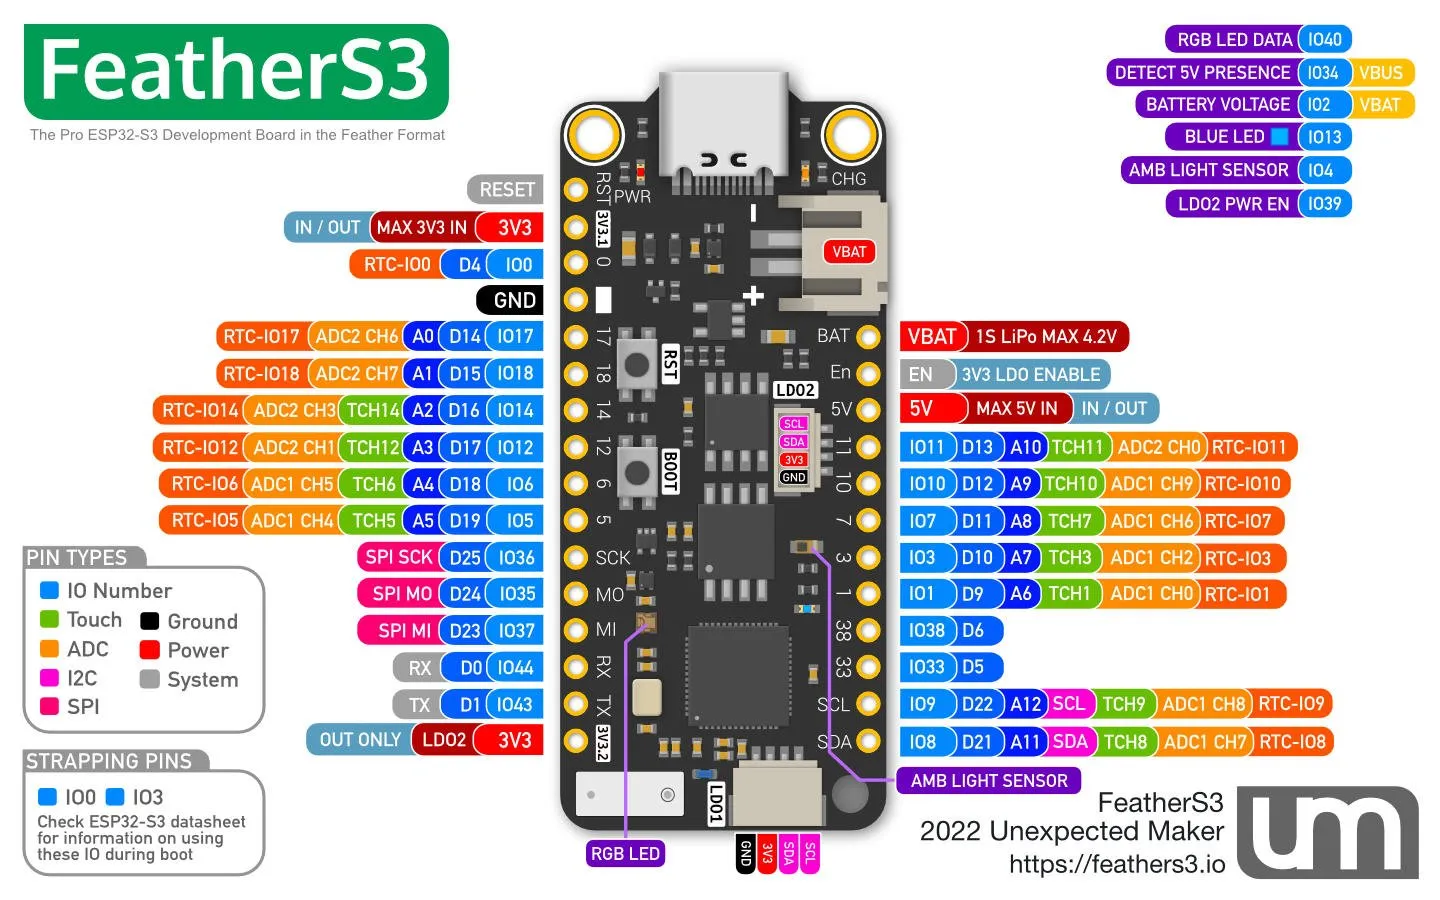 FeatherS3
The Pro ESP32-S3 Development Board in the Feather Format
RGB LED DATA IO40
DETECT 5V PRESENCE IO34 VBUS
BATTERY VOLTAGE IO2 VBAT
BLUE LED IO13
AMB LIGHT SENSOR IO4
LDO2 PWR EN IO39
RESET
IN / OUT MAX 3V3 IN 3V3
RTC-IO0 D4 IO0
GND
RTC-IO17 ADC2 CH6 A0 D14 IO17
RTC-IO18 ADC2 CH7 A1 D15 IO18
RTC-IO14 ADC2 CH3 TCH14 A2 D16 IO14
RTC-IO12 ADC2 CH1 TCH12 A3 D17 IO12
RTC-IO6 ADC1 CH5 TCH6 A4 D18 IO6
RTC-IO5 ADC1 CH4 TCH5 A5 D19 IO5
SPI SCK D25 IO36
SPI MO D24 IO35
SPI MI D23 IO37
RX D0 IO44
TX D1 IO43
OUT ONLY LDO2 3V3
RST
3V3.1
0
17
18
14
12
6
5
SCK
MO
MI
RX
TX
3V3.2
PWR
CHG
-
VBAT
+
RST
BOOT
LDO2
SCL
SDA
3V3
GND
BAT
En
5V
11
10
7
3
1
38
33
SCL
SDA
LDO1
GND
3V3
SDA
SCL
RGB LED
VBAT 1S LiPo MAX 4.2V
EN 3V3 LDO ENABLE
5V MAX 5V IN IN / OUT
IO11 D13 A10 TCH11 ADC2 CH0 RTC-IO11
IO10 D12 A9 TCH10 ADC1 CH9 RTC-IO10
IO7 D11 A8 TCH7 ADC1 CH6 RTC-IO7
IO3 D10 A7 TCH3 ADC1 CH2 RTC-IO3
IO1 D9 A6 TCH1 ADC1 CH0 RTC-IO1
IO38 D6
IO33 D5
IO9 D22 A12 SCL TCH9 ADC1 CH8 RTC-IO9
IO8 D21 A11 SDA TCH8 ADC1 CH7 RTC-IO8
AMB LIGHT SENSOR
PIN TYPES
IO Number
Touch
ADC
I2C
SPI
Ground
Power
System
STRAPPING PINS
IO0 IO3
Check ESP32-S3 datasheet
for information on using
these IO during boot
FeatherS3
2022 Unexpected Maker
https://feathers3.io
um